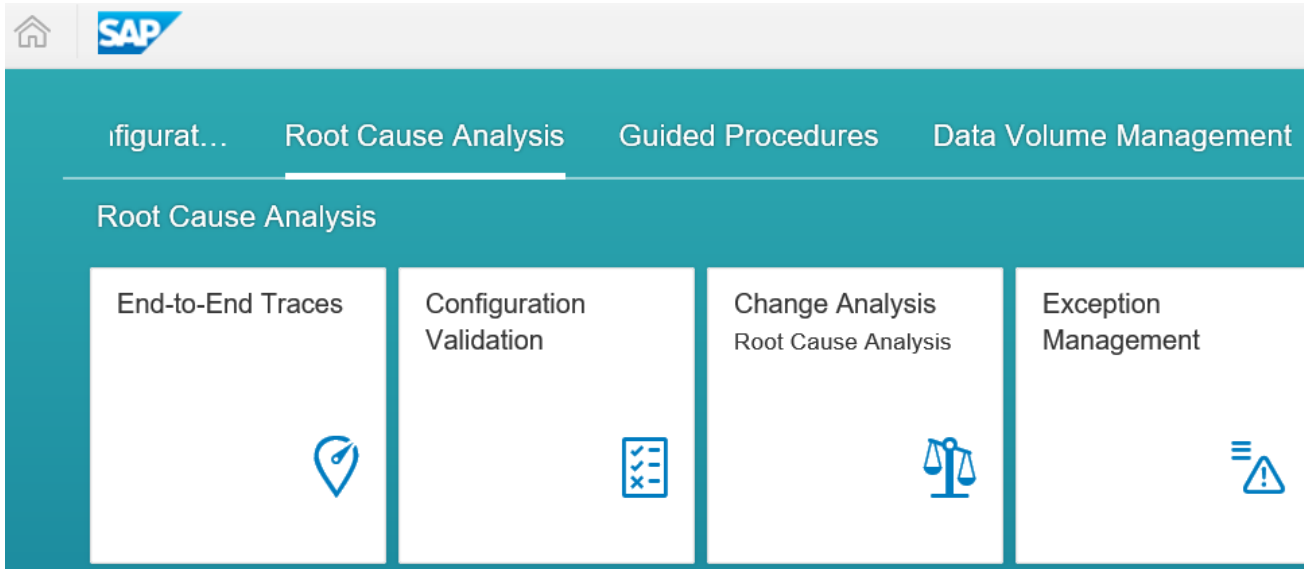 SAP
nfigurat... Root Cause Analysis Guided Procedures Data Volume Management
Root Cause Analysis
End-to-End Traces
Configuration
Validation
Change Analysis
Root Cause Analysis
Exception
Management